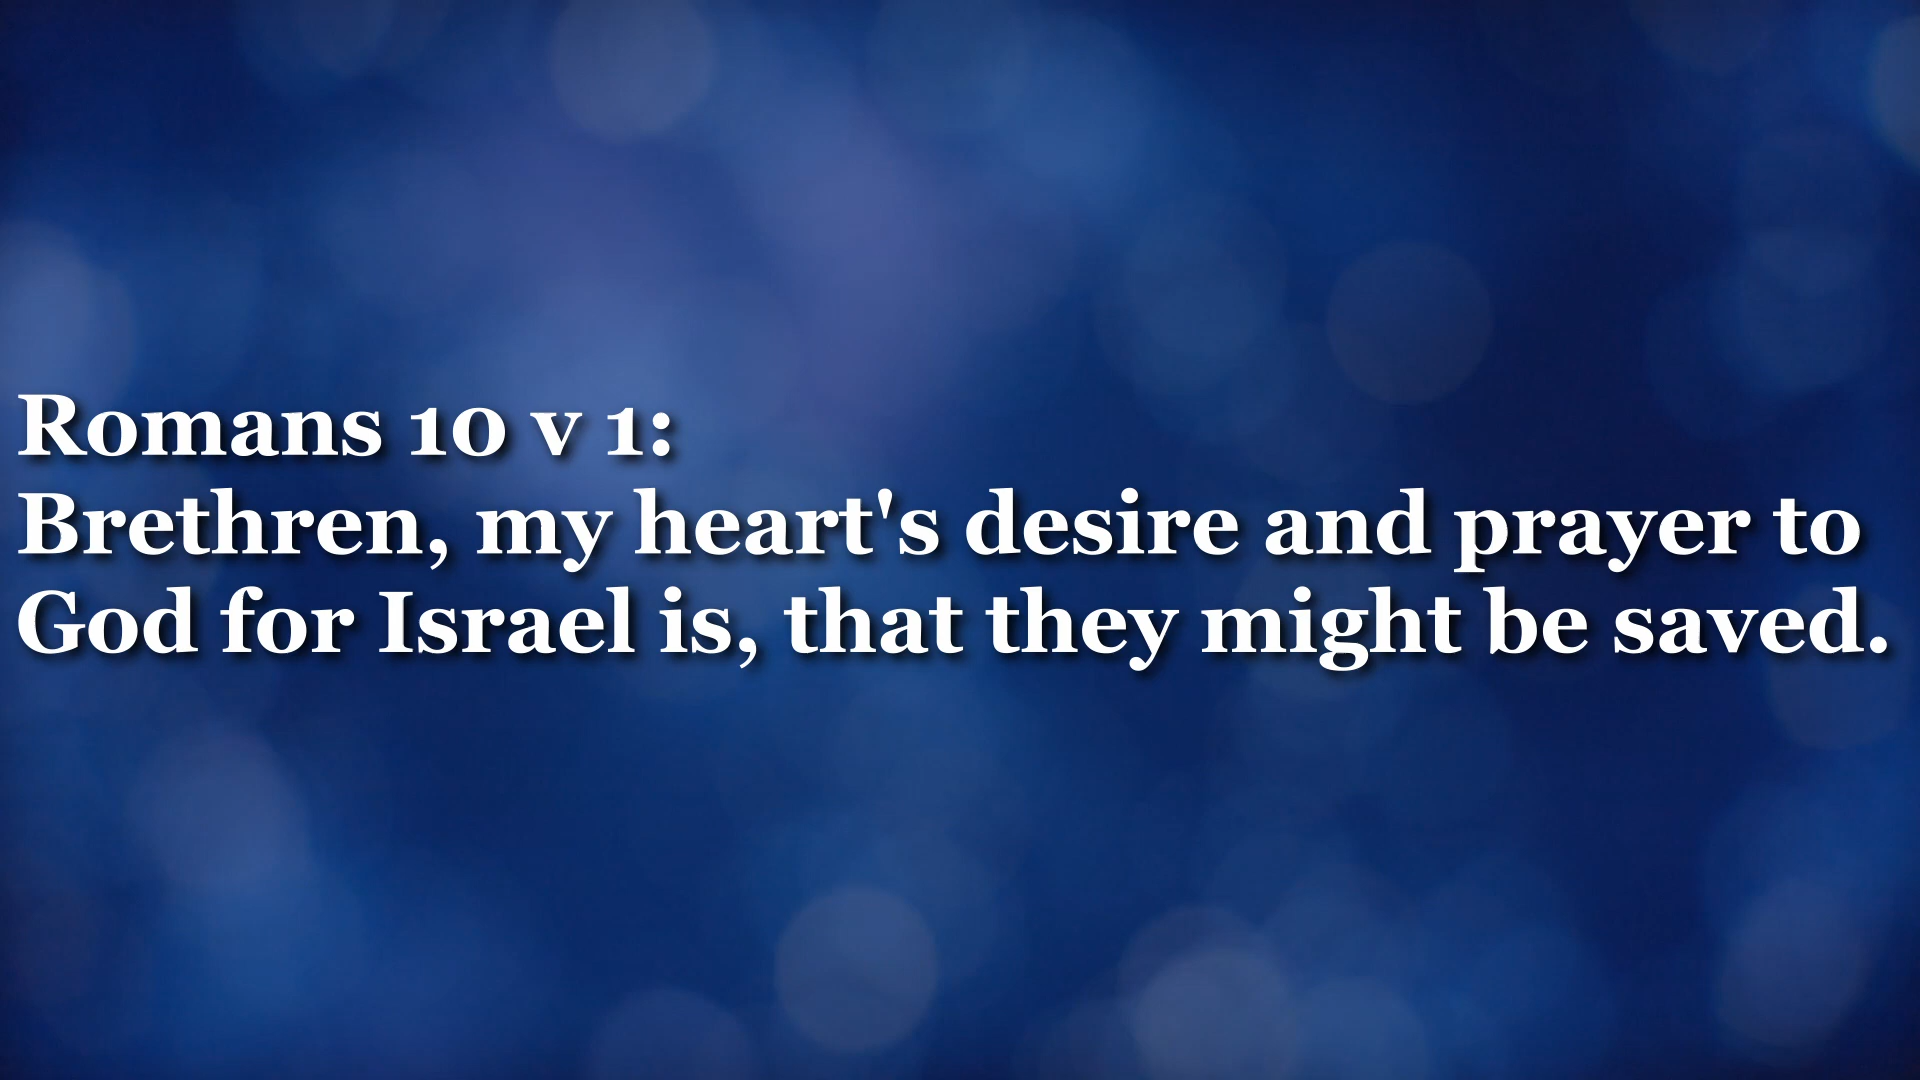 Romans 10 v 1:
Brethren, my heart's desire and prayer to
God for Israel is, that they might be saved.